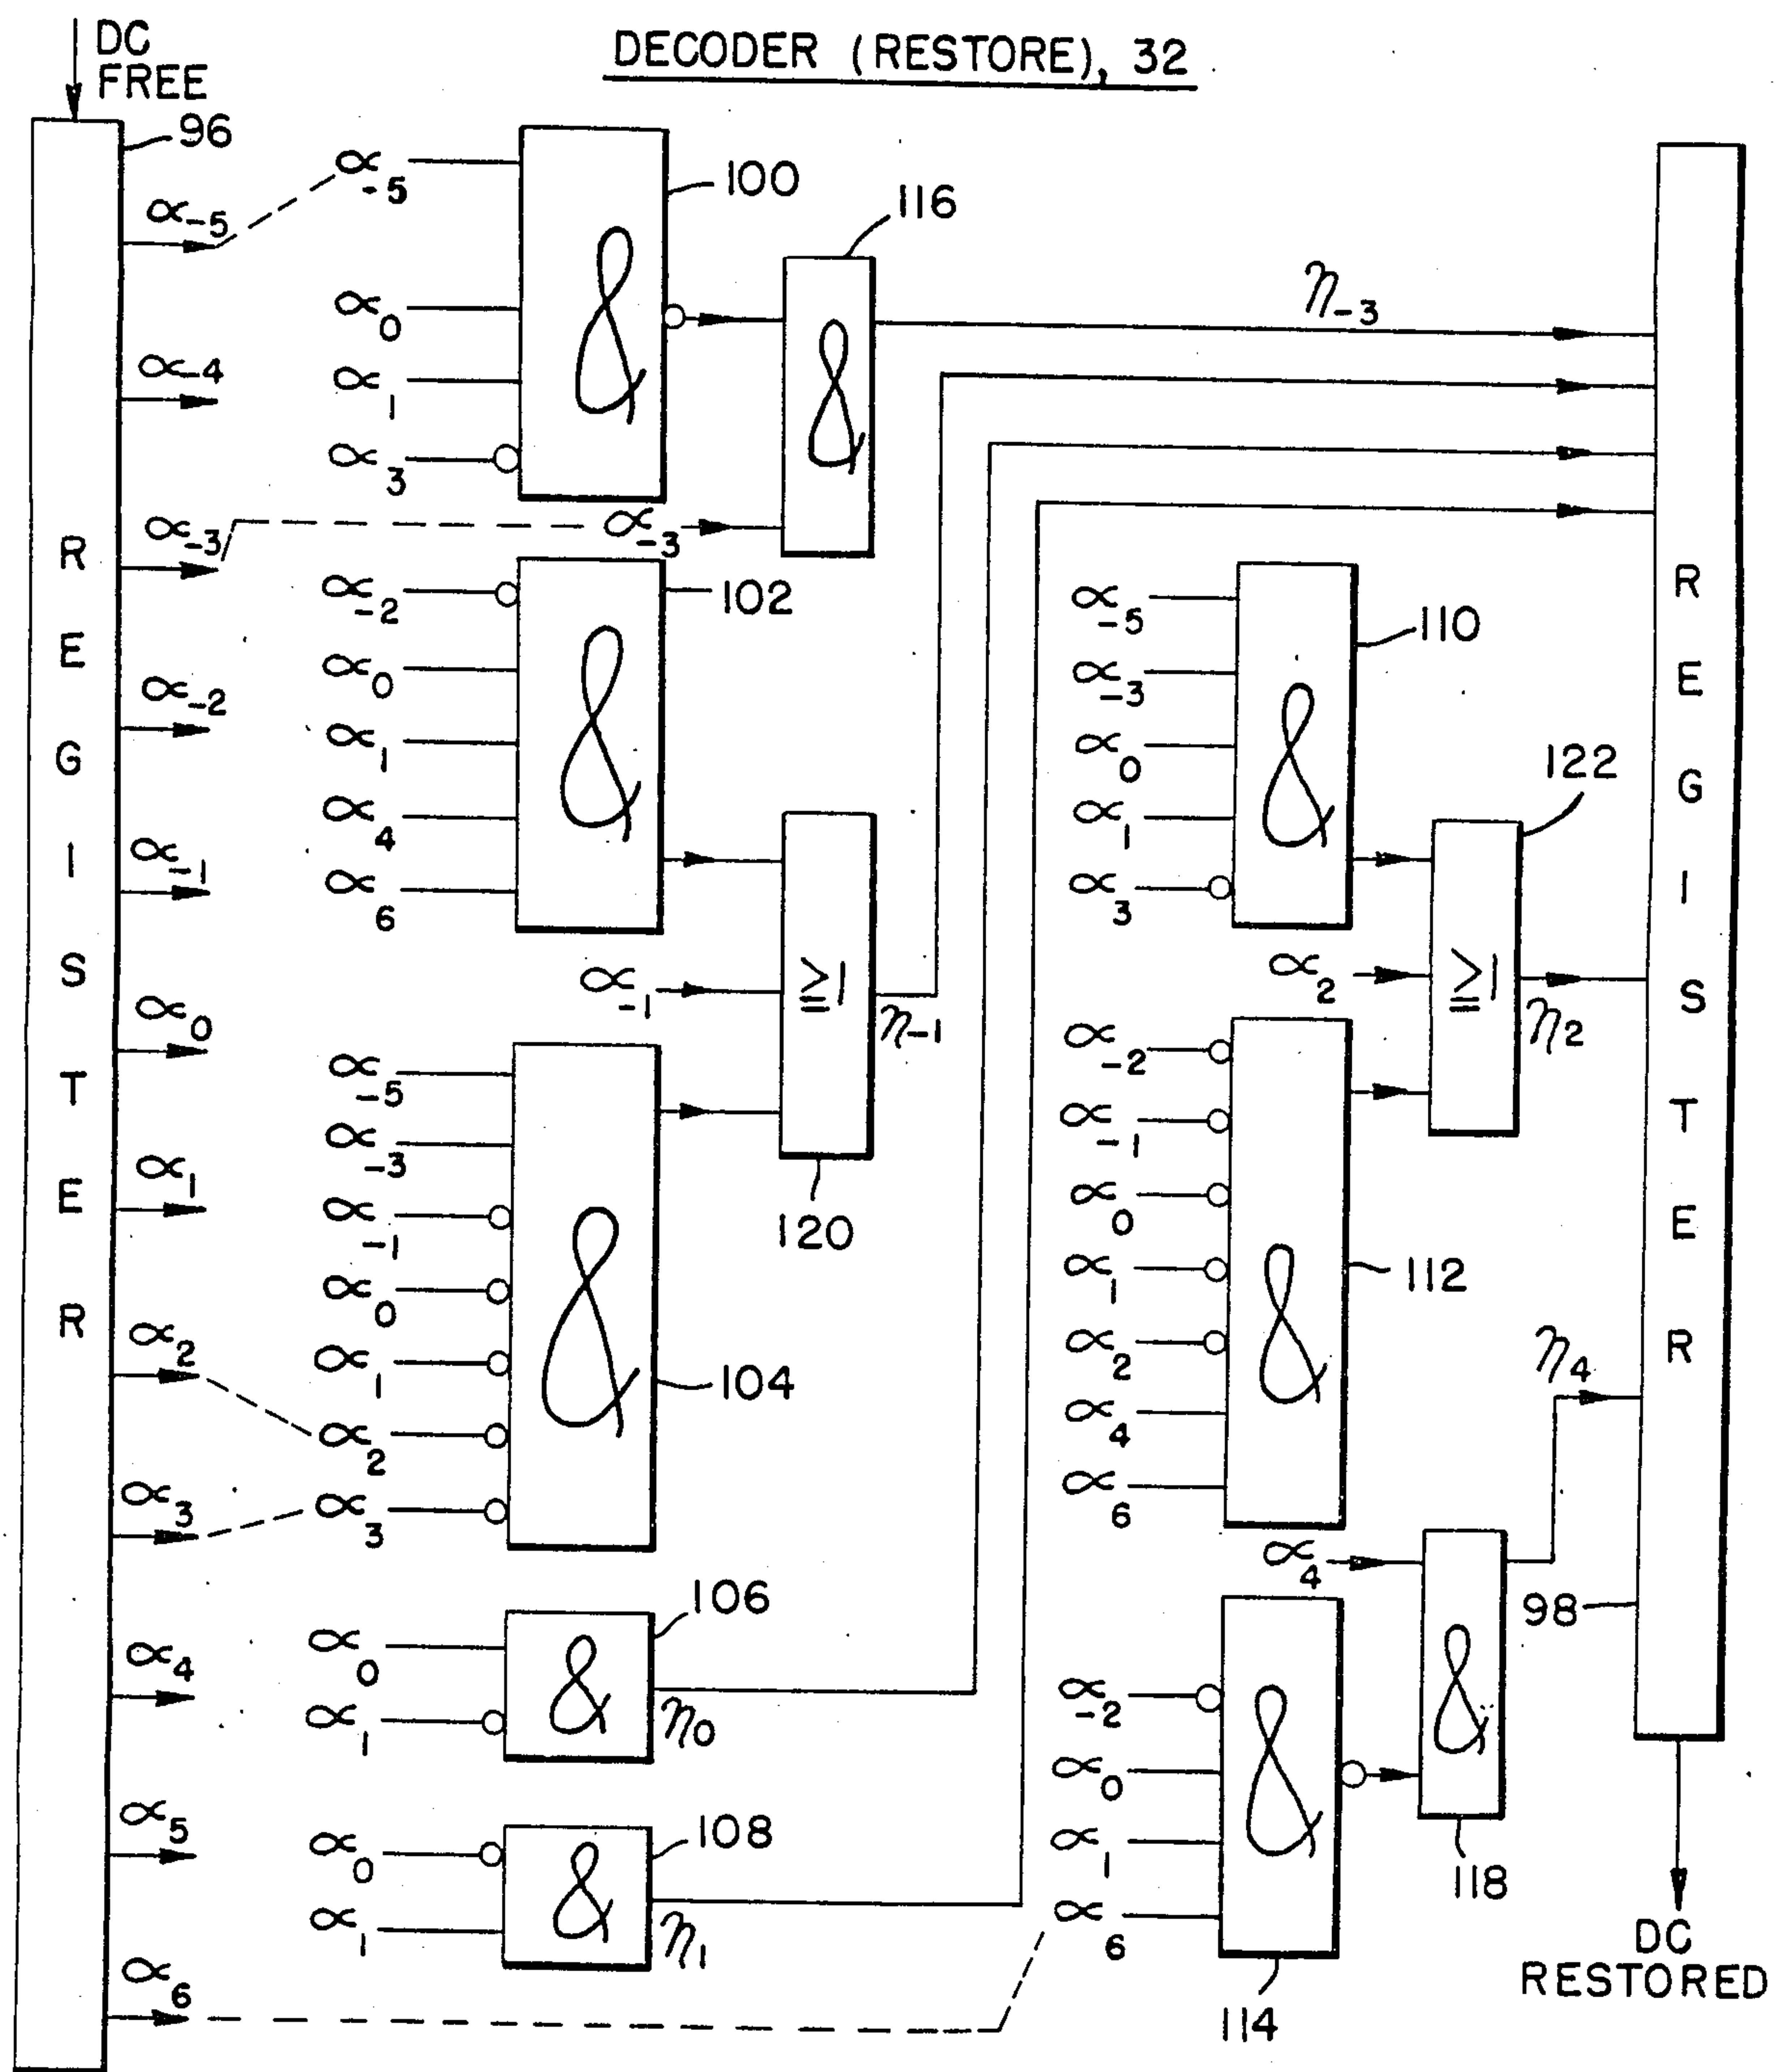 DECODER (RESTORE), 32
DC
FREE
96
REGISTER
α-5
α-4
α-3
α-2
α-1
α0
α1
α2
α3
α4
α5
α6
α-5
α0
α1
α3
100
116
α-3
η-3
α-2
α0
α1
α4
α6
102
α-1
≧1
η-1
120
α-5
α-3
α-1
α0
α1
α2
α3
104
α0
α1
106
η0
α0
α1
108
η1
&
&
&
&
&
&
α-5
α-3
α0
α1
α3
&
110
122
α2
≧1
η2
α-2
α-1
α0
α1
α2
α4
α6
&
112
α4
η4
98
α-2
α0
α1
α6
&
&
118
114
REGISTER
DC
RESTORED